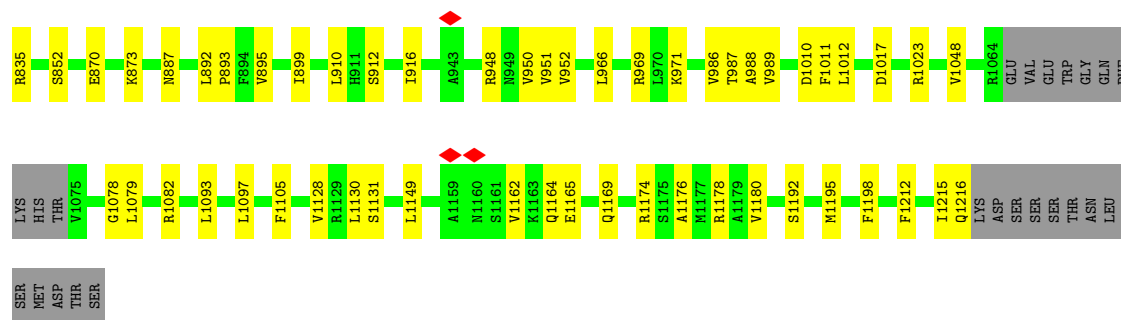 R835 S852 E870 K873 N887 L892 P893 F894 V895 I899 L910 H911 S912 I916 A943 R948 N949 V950 V951 V952 L966 R969 L970 K971 V986 T987 A988 V989 D1010 F1011 L1012 D1017 R1023 V1048 R1064 GLU VAL GLU TRP GLY GLN
LYS HIS THR V1075 G1078 L1079 R1082 L1093 L1097 F1105 V1128 R1129 L1130 S1131 L1149 A1159 N1160 S1161 V1162 K1163 Q1164 E1165 Q1169 R1174 S1175 A1176 M1177 R1178 A1179 V1180 S1192 M1195 F1198 F1212 I1215 Q1216 LYS ASP SER SER SER THR ASN LEU
SER MET ASP THR SER